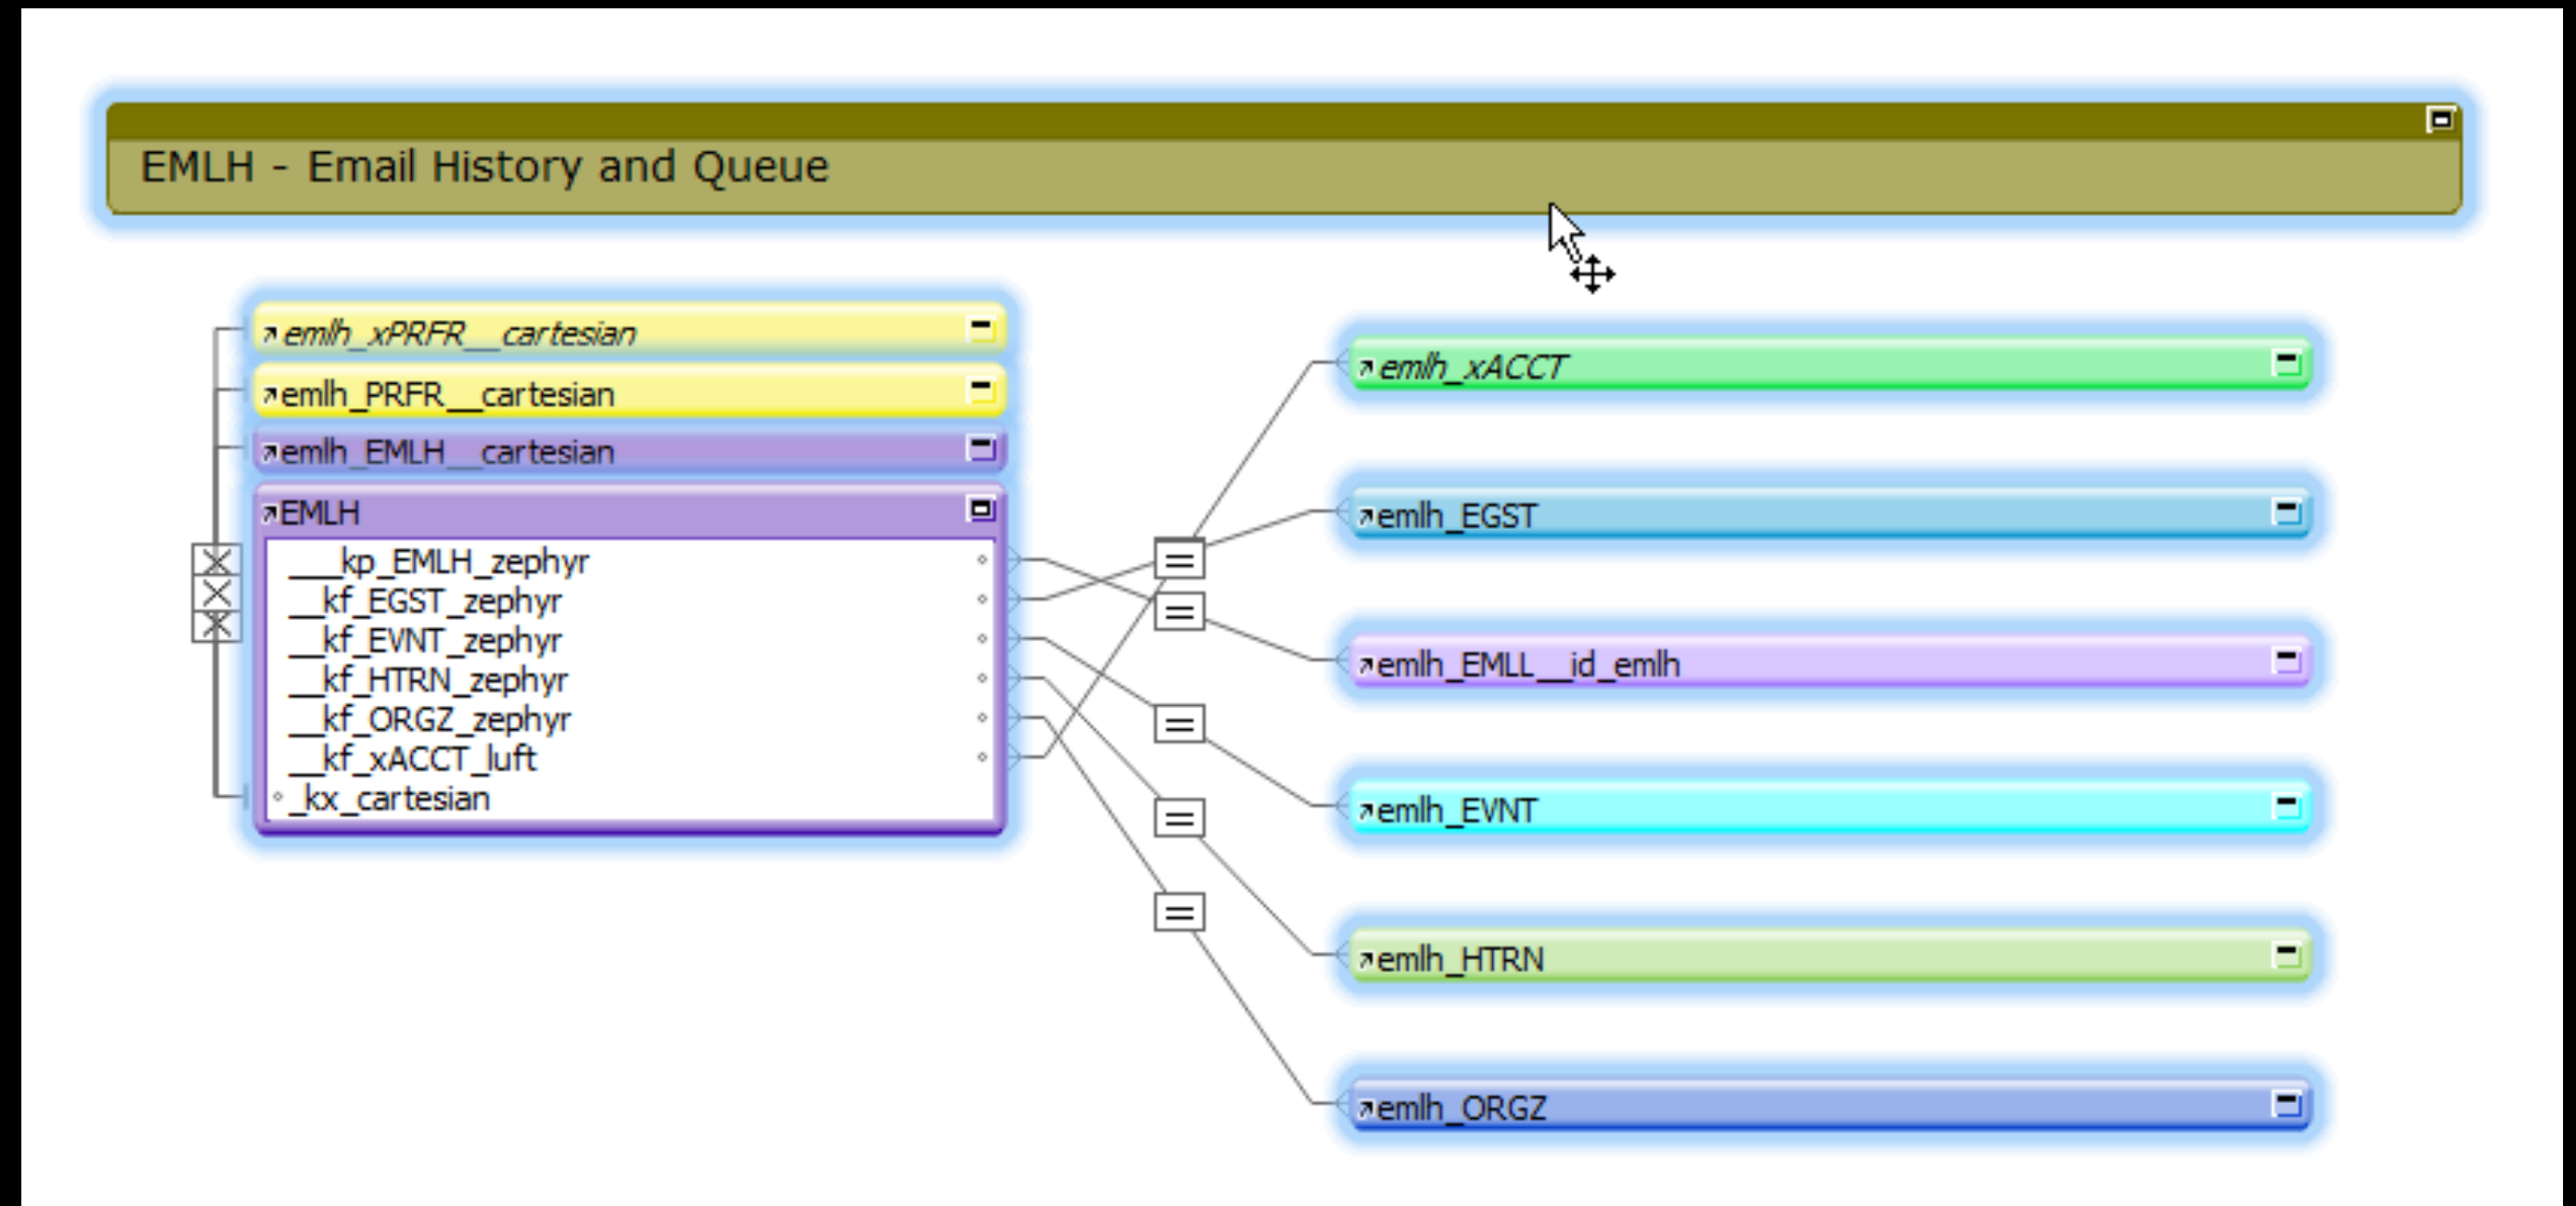 EMLH - Email History and Queue
emlh_xPRFR__cartesian
emlh_PRFR__cartesian
emlh_EMLH__cartesian
EMLH
___kp_EMLH_zephyr
__kf_EGST_zephyr
__kf_EVNT_zephyr
__kf_HTRN_zephyr
__kf_ORGZ_zephyr
__kf_xACCT_luft
_kx_cartesian
emlh_xACCT
emlh_EGST
emlh_EMLL__id_emlh
emlh_EVNT
emlh_HTRN
emlh_ORGZ